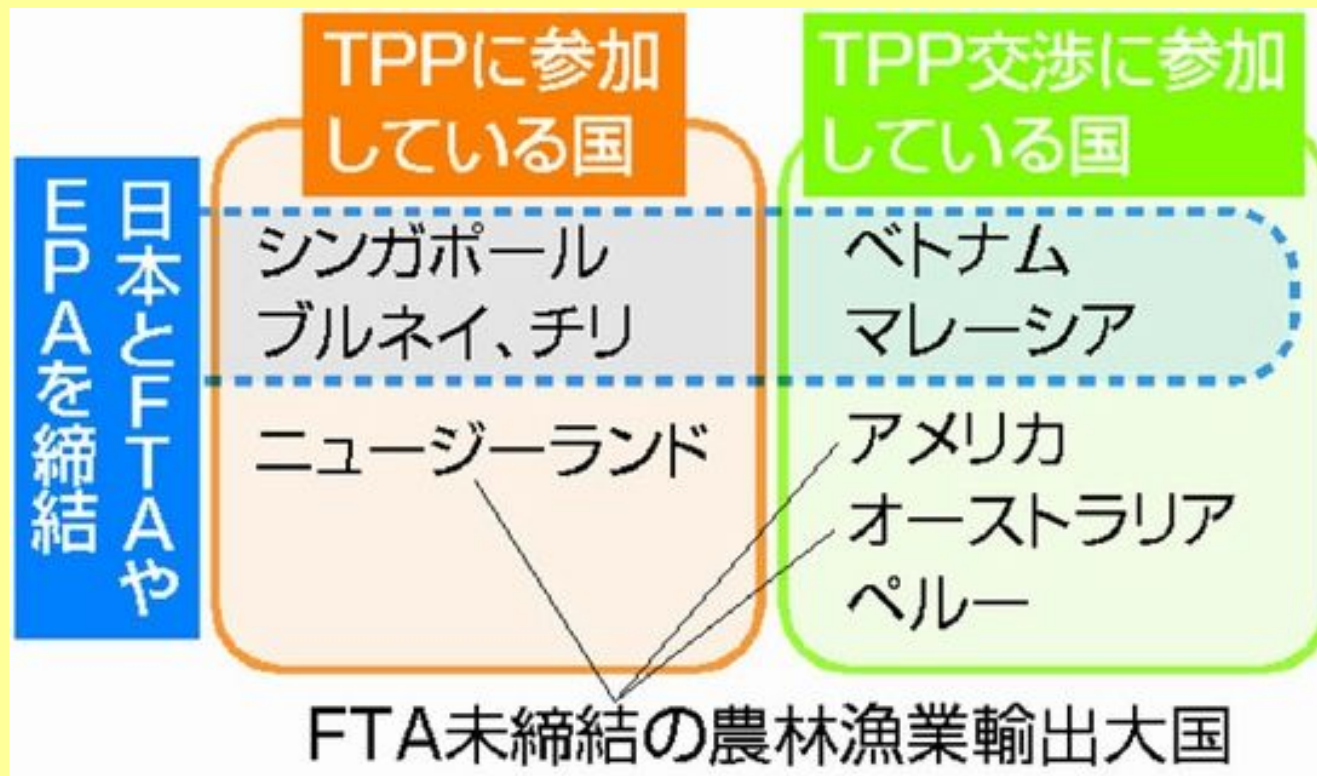 TPPに参加
している国
TPP交渉に参加
している国
日本とFTAや
EPAを締結
シンガポール
ブルネイ、チリ
ニュージーランド
ベトナム
マレーシア
アメリカ
オーストラリア
ペルー
FTA未締結の農林漁業輸出大国